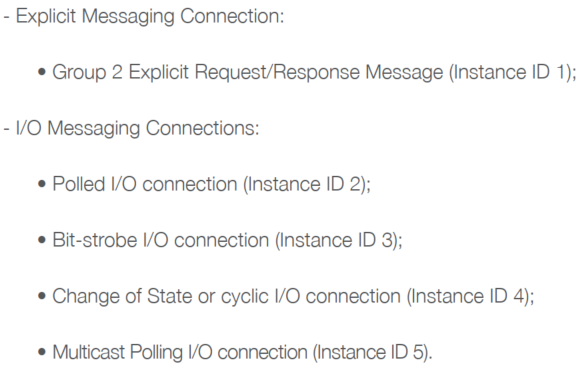 - Explicit Messaging Connection:
• Group 2 Explicit Request/Response Message (Instance ID 1);
- I/O Messaging Connections:
• Polled I/O connection (Instance ID 2);
• Bit-strobe I/O connection (Instance ID 3);
• Change of State or cyclic I/O connection (Instance ID 4);
• Multicast Polling I/O connection (Instance ID 5).